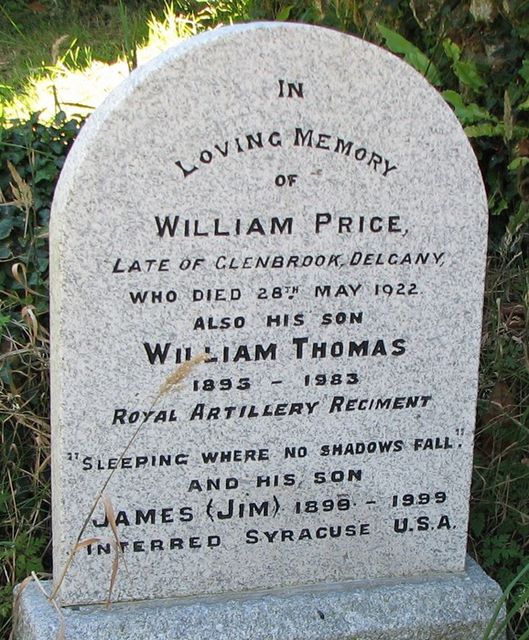 IN
LOVING MEMORY
OF
WILLIAM PRICE,
LATE OF GLENBROOK, DELGANY,
WHO DIED 28TH MAY 1922.
ALSO HIS SON
WILLIAM THOMAS
1895 - 1983
ROYAL ARTILLERY REGIMENT
"SLEEPING WHERE NO SHADOWS FALL."
AND HIS SON
JAMES (JIM) 1898 - 1999
INTERRED SYRACUSE U.S.A.